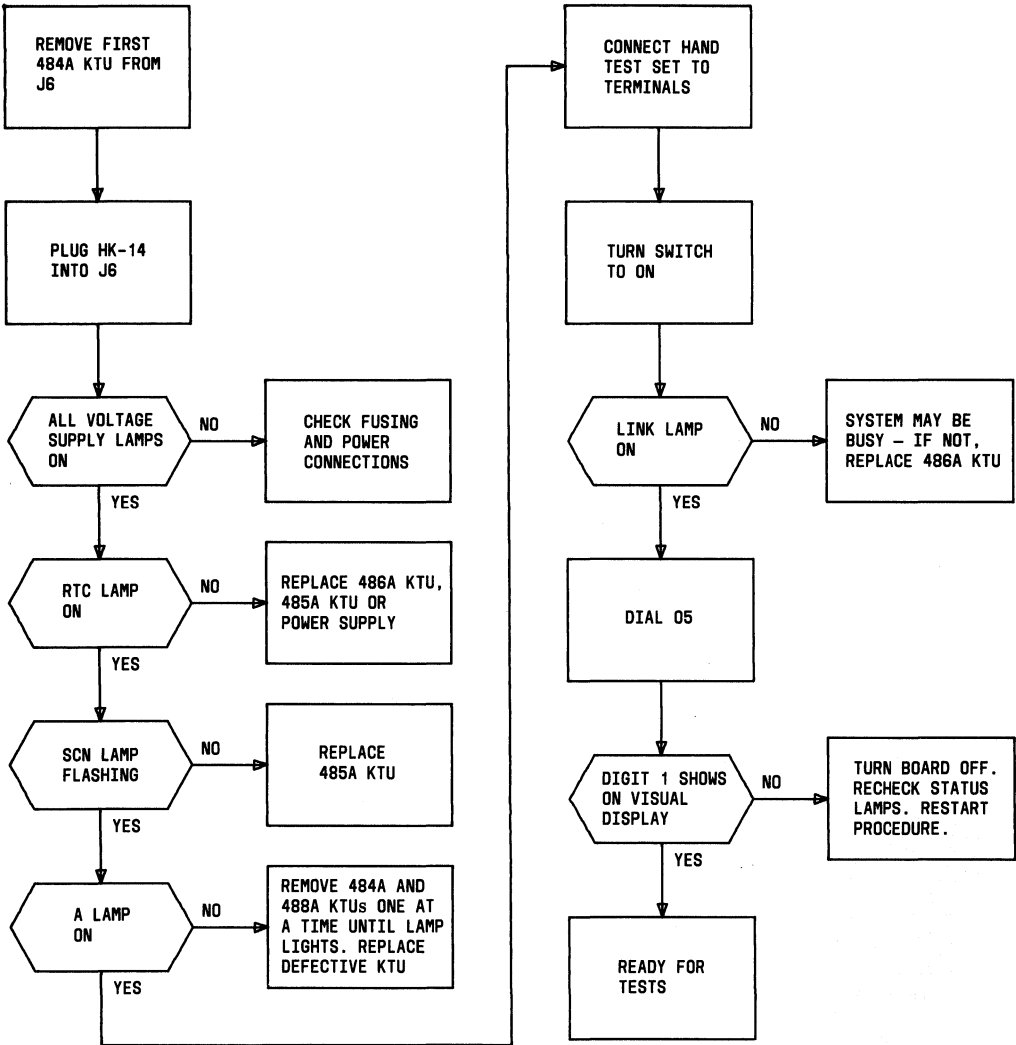 REMOVE FIRST
484A KTU FROM
J6
PLUG HK-14
INTO J6
ALL VOLTAGE
SUPPLY LAMPS
ON
NO
CHECK FUSING
AND POWER
CONNECTIONS
YES
RTC LAMP
ON
NO
REPLACE 486A KTU,
485A KTU OR
POWER SUPPLY
YES
SCN LAMP
FLASHING
NO
REPLACE
485A KTU
YES
A LAMP
ON
NO
REMOVE 484A AND
488A KTUs ONE AT
A TIME UNTIL LAMP
LIGHTS. REPLACE
DEFECTIVE KTU
YES
CONNECT HAND
TEST SET TO
TERMINALS
TURN SWITCH
TO ON
LINK LAMP
ON
NO
SYSTEM MAY BE
BUSY – IF NOT,
REPLACE 486A KTU
YES
DIAL 05
DIGIT 1 SHOWS
ON VISUAL
DISPLAY
NO
TURN BOARD OFF.
RECHECK STATUS
LAMPS. RESTART
PROCEDURE.
YES
READY FOR
TESTS